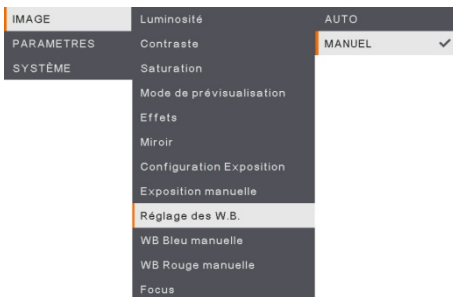 IMAGE
PARAMETRES
SYSTÈME
Luminosité
Contraste
Saturation
Mode de prévisualisation
Effets
Miroir
Configuration Exposition
Exposition manuelle
Réglage des W.B.
WB Bleu manuelle
WB Rouge manuelle
Focus
AUTO
MANUEL